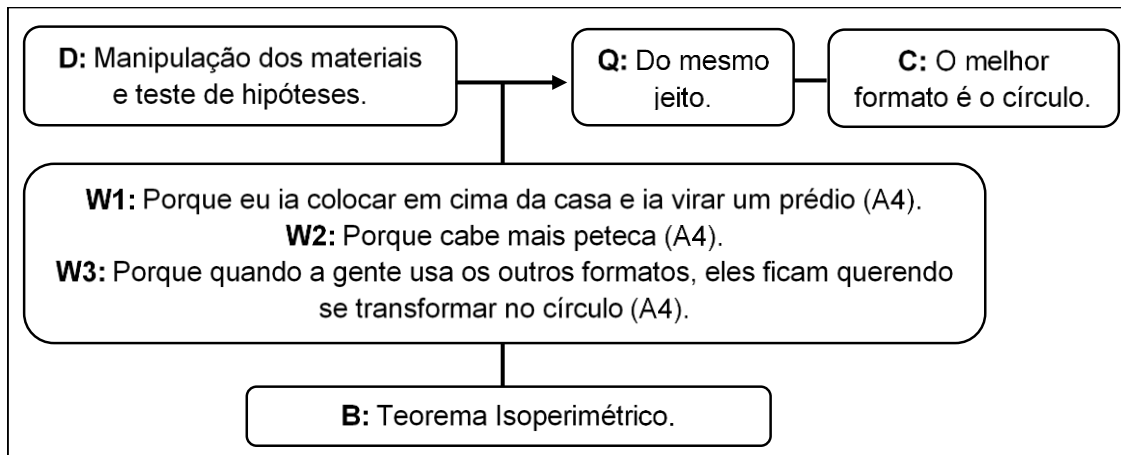 D: Manipulação dos materiais
e teste de hipóteses.
Q: Do mesmo
jeito.
C: O melhor
formato é o círculo.
W1: Porque eu ia colocar em cima da casa e ia virar um prédio (A4).
W2: Porque cabe mais peteca (A4).
W3: Porque quando a gente usa os outros formatos, eles ficam querendo
se transformar no círculo (A4).
B: Teorema Isoperimétrico.